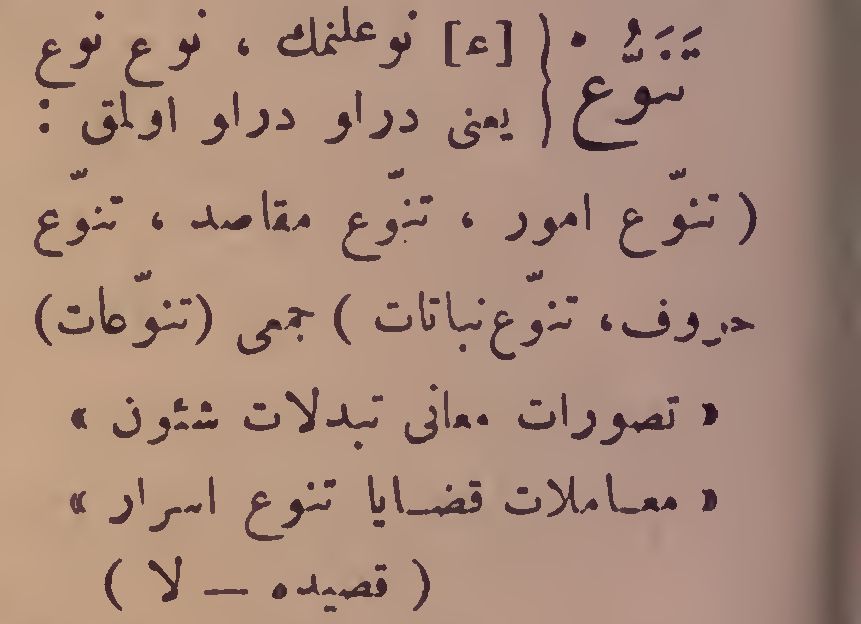 تَنَوُّع · { [ع] نوعلنمك ، نوع نوع
يعنى دراو دراو اولمق :
( تنوّع امور ، تنوّع مقاصد ، تنوّع
حروف، تنوّع نباتات ) جمعى (تنوّعات)
« تصورات معانى تبدلات شئون »
« معاملات قضايا تنوع اسرار »
( قصيده — لا )